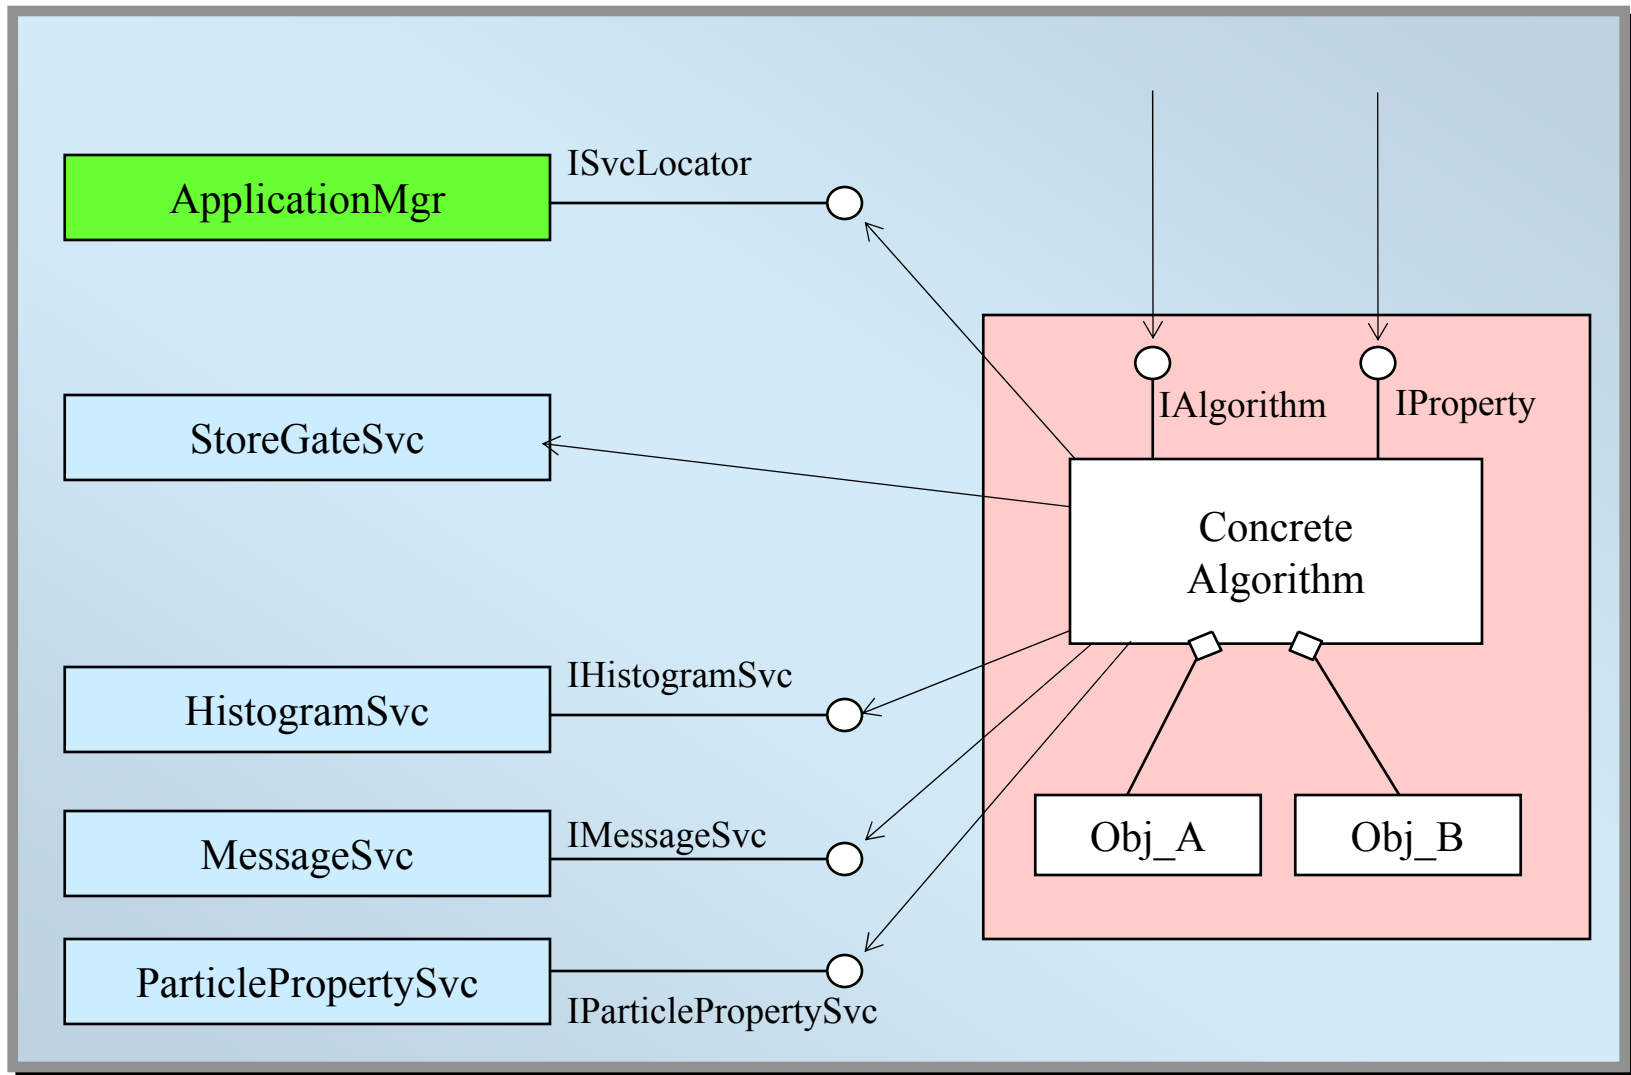 ISvcLocator
ApplicationMgr
IAlgorithm
IProperty
StoreGateSvc
Concrete
Algorithm
IHistogramSvc
HistogramSvc
IMessageSvc
MessageSvc
Obj_A
Obj_B
ParticlePropertySvc
IParticlePropertySvc